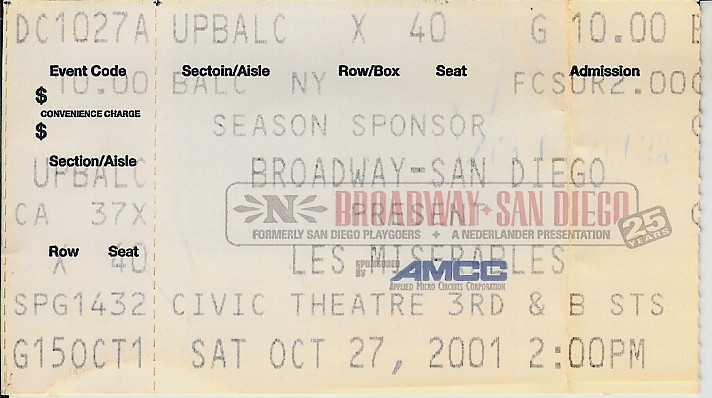 DC1027A UPBALC X 40 G 10.00
Event Code Sectoin/Aisle Row/Box Seat Admission
$ 10.00 BALC NY FCSUR2.00
CONVENIENCE CHARGE
$
SEASON SPONSOR
Section/Aisle
UPBALC BROADWAY-SAN DIEGO
N BROADWAY·SAN DIEGO
CA 37X PRESENT
25 YEARS
FORMERLY SAN DIEGO PLAYGOERS + A NEDERLANDER PRESENTATION
Row Seat
X 40 LES MISERABLES
SPONSORED BY AMCC
APPLIED MICRO CIRCUITS CORPORATION
SPG1432 CIVIC THEATRE 3RD & B STS
G15OCT1 SAT OCT 27, 2001 2:00PM